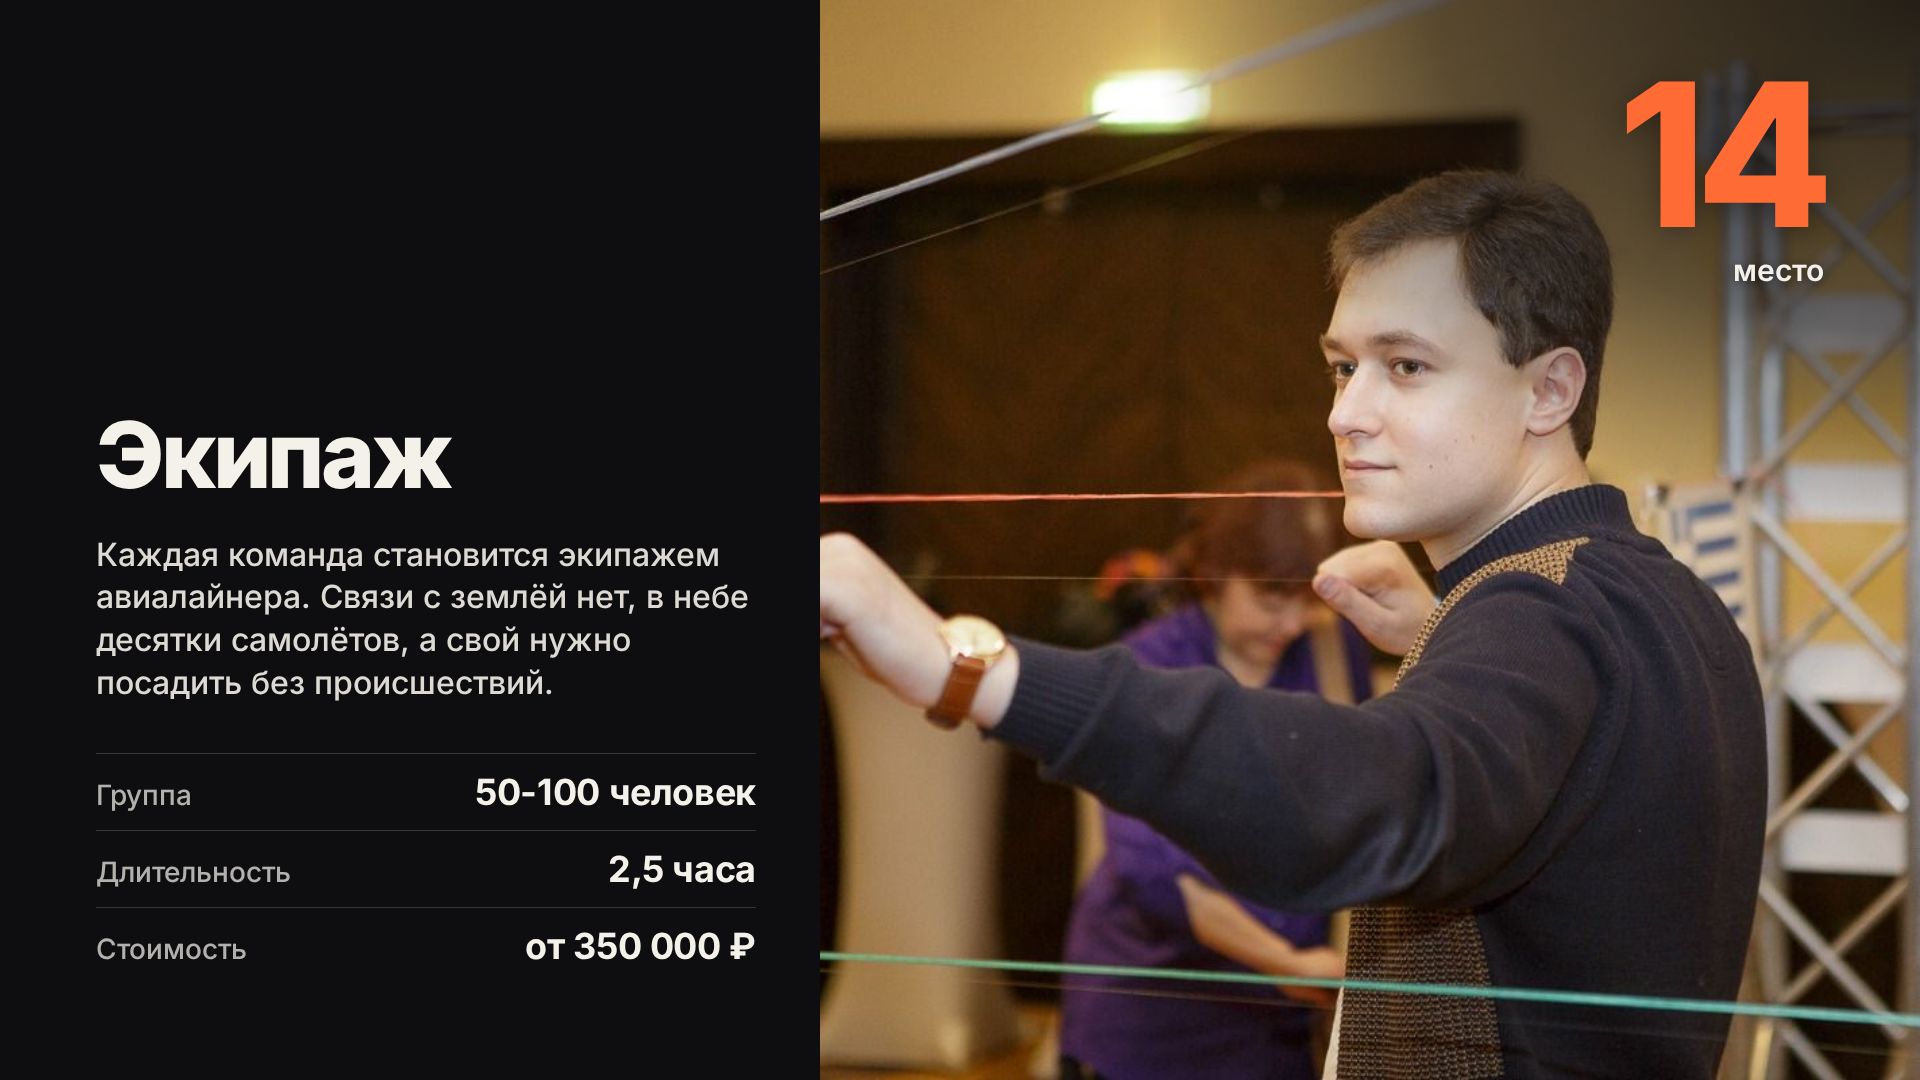 14
место
Экипаж
Каждая команда становится экипажем
авиалайнера. Связи с землёй нет, в небе
десятки самолётов, а свой нужно
посадить без происшествий.
Группа 50-100 человек
Длительность 2,5 часа
Стоимость от 350 000 ₽